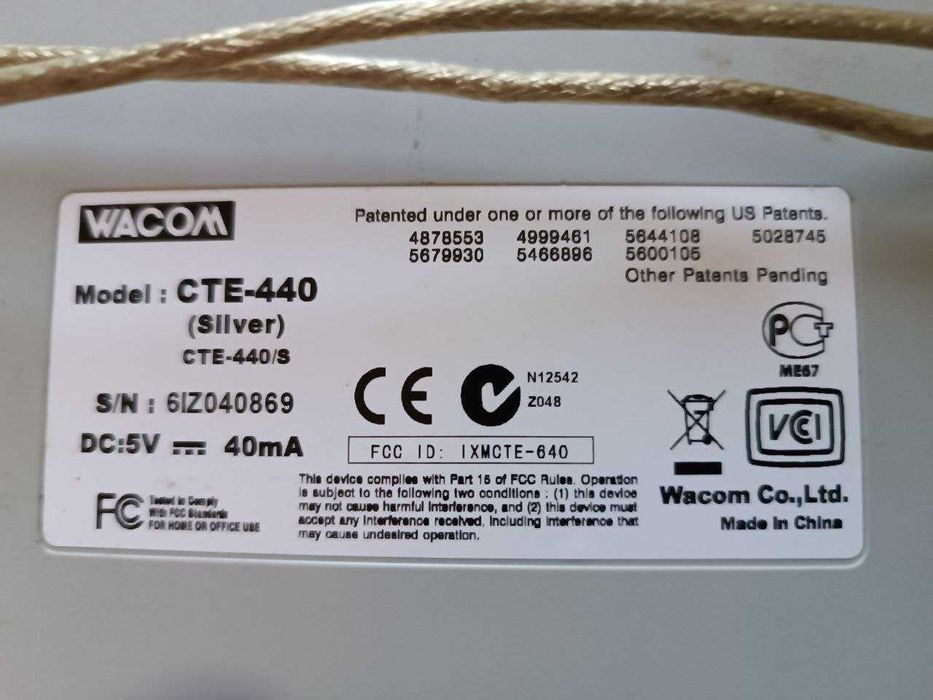 WACOM
Patented under one or more of the following US Patents.
4878553 4999461 5644108 5028745
5679930 5466896 5600105
Other Patents Pending
Model : CTE-440
(Silver)
CTE-440/S
S/N : 6IZ040869
DC:5V 40mA
CE
N12542
Z048
FCC ID: IXMCTE-640
PCT
ME67
VCI
FC Tested to Comply
With FCC Standards
FOR HOME OR OFFICE USE
This device complies with Part 15 of FCC Rules. Operation
is subject to the following two conditions : (1) this device
may not cause harmful interference, and (2) this device must
accept any interference received, including interference that
may cause undesired operation.
Wacom Co.,Ltd.
Made in China